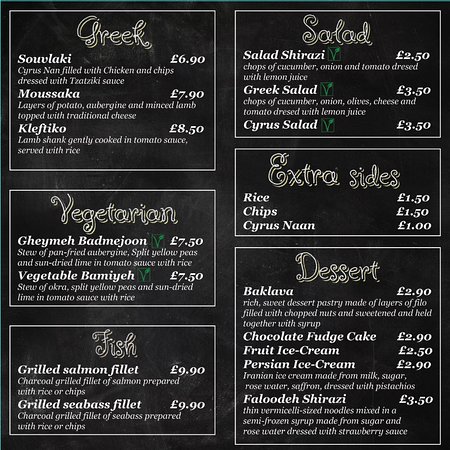 Greek
Souvlaki £6.90
Cyrus Nan filled with Chicken and chips
dressed with Tzatziki sauce
Moussaka £7.90
Layers of potato, aubergine and minced lamb
topped with traditional cheese
Kleftiko £8.50
Lamb shank gently cooked in tomato sauce,
served with rice
Vegetarian
Gheymeh Badmejoon £7.50
Stew of pan-fried aubergine, Split yellow peas
and sun-dried lime in tomato sauce with rice
Vegetable Bamiyeh £7.50
Stew of okra, split yellow peas and sun-dried
lime in tomato sauce with rice
Fish
Grilled salmon fillet £9.90
Charcoal grilled fillet of salmon prepared
with rice or chips
Grilled seabass fillet £9.90
Charcoal grilled fillet of seabass prepared
with rice or chips
Salad
Salad Shirazi £2.50
chops of cucumber, onion and tomato dresed
with lemon juice
Greek Salad £3.50
chops of cucumber, onion, olives, cheese and
tomato dresed with lemon juice
Cyrus Salad £3.50
Extra sides
Rice £1.50
Chips £1.50
Cyrus Naan £1.00
Dessert
Baklava £2.90
rich, sweet dessert pastry made of layers of filo
filled with chopped nuts and sweetened and held
together with syrup
Chocolate Fudge Cake £2.90
Fruit Ice-Cream £2.50
Persian Ice-Cream £2.90
Iranian ice cream made from milk, sugar,
rose water, saffron, dressed with pistachios
Faloodeh Shirazi £3.50
thin vermicelli-sized noodles mixed in a
semi-frozen syrup made from sugar and
rose water dressed with strawberry sauce